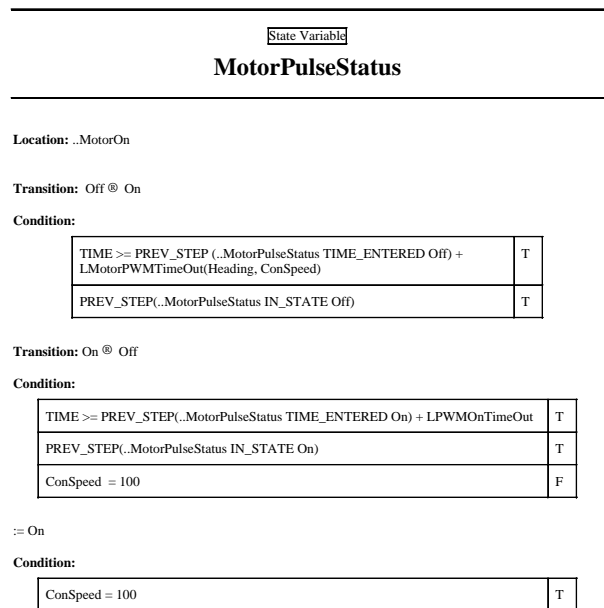 State Variable
MotorPulseStatus
Location: ..MotorOn
Transition: Off ® On
Condition:
TIME >= PREV_STEP (..MotorPulseStatus TIME_ENTERED Off) + T
LMotorPWMTimeOut(Heading, ConSpeed)
PREV_STEP(..MotorPulseStatus IN_STATE Off) T
Transition: On ® Off
Condition:
TIME >= PREV_STEP(..MotorPulseStatus TIME_ENTERED On) + LPWMOnTimeOut T
PREV_STEP(..MotorPulseStatus IN_STATE On) T
ConSpeed = 100 F
:= On
Condition:
ConSpeed = 100 T